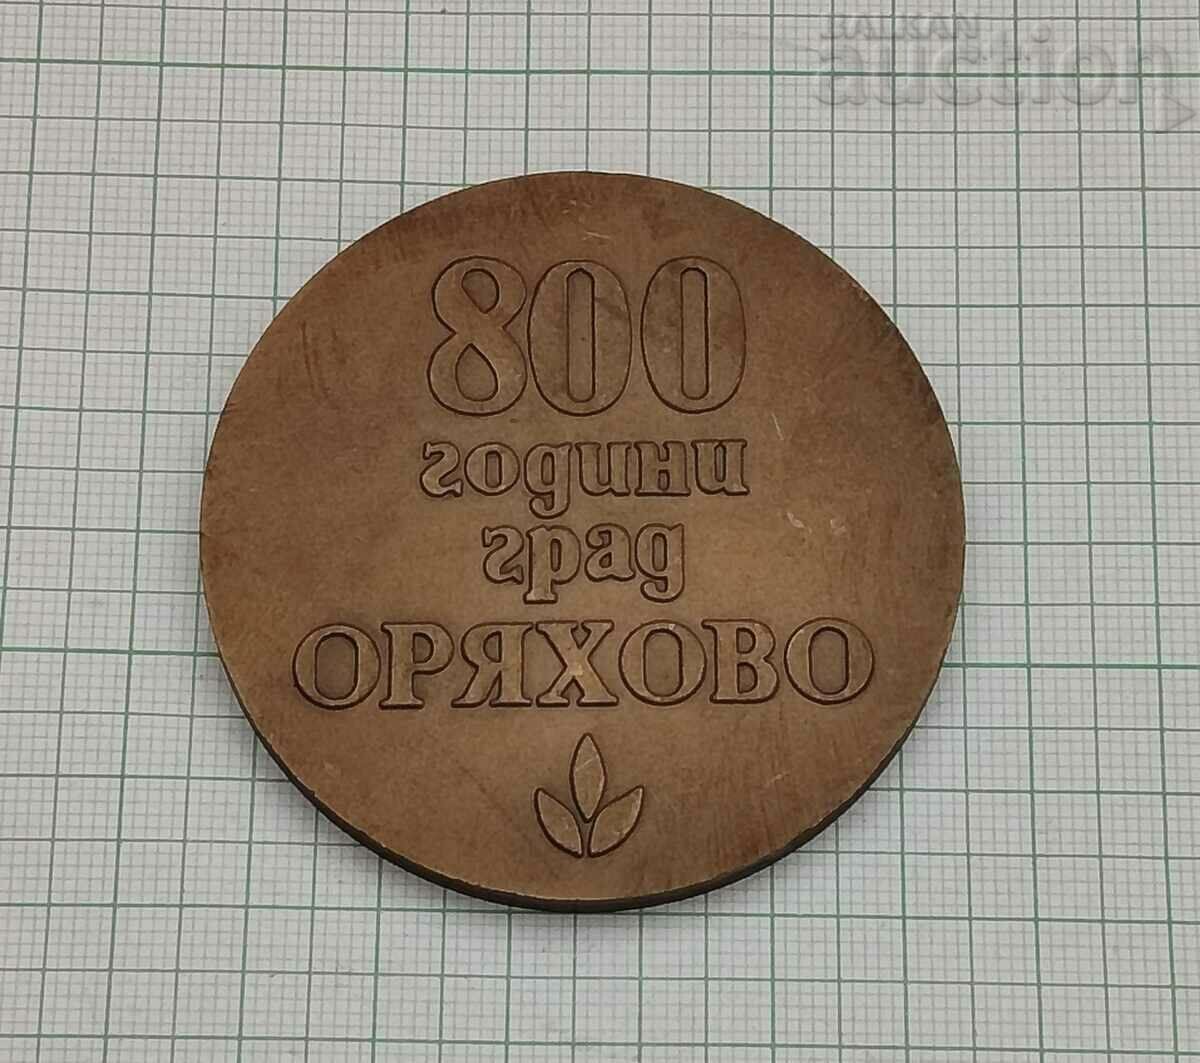 BALKAN
auction
800
години
град
ОРЯХОВО